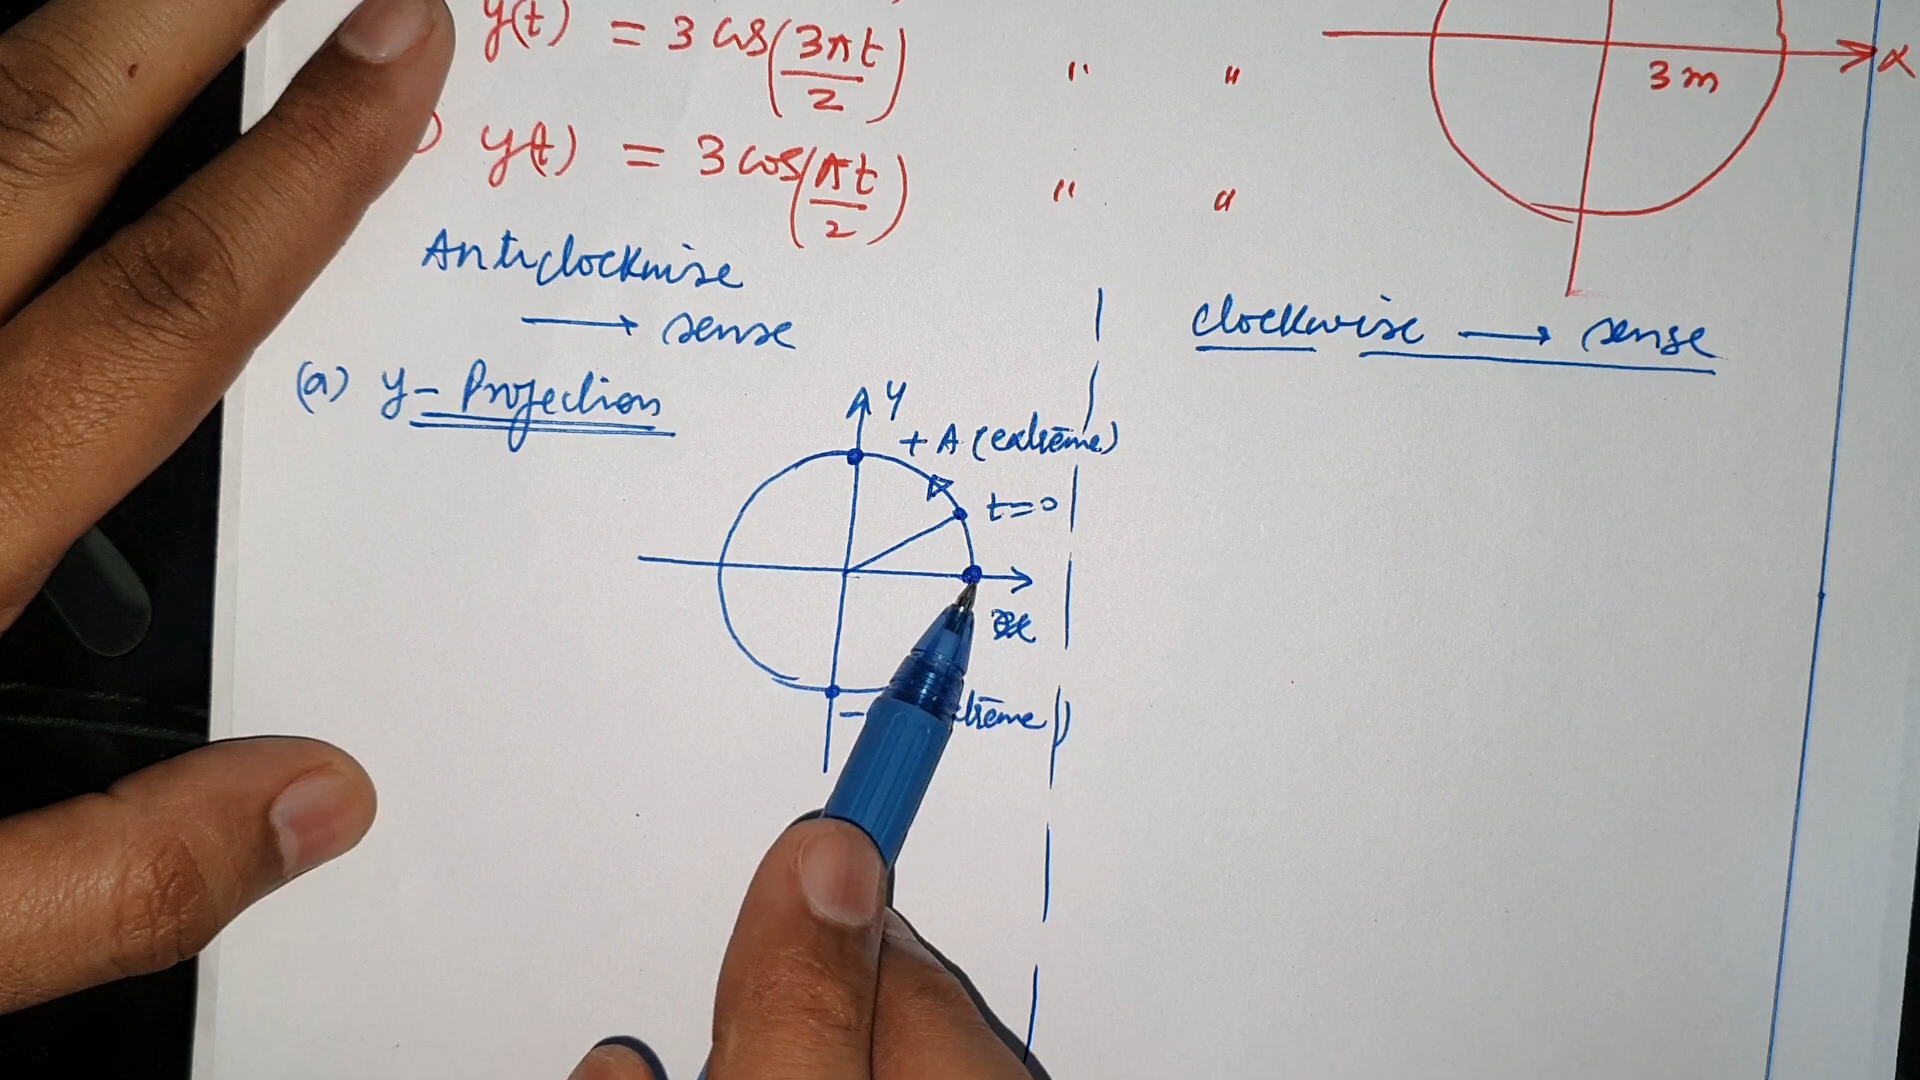 y(t) = 3 cos(3πt/2) " "
) y(t) = 3 cos(πt/2) " "
3 m
x
Anticlockwise
→ sense
clockwise → sense
(a) y - Projection
y
+ A (extreme)
t=0
x
- treme)